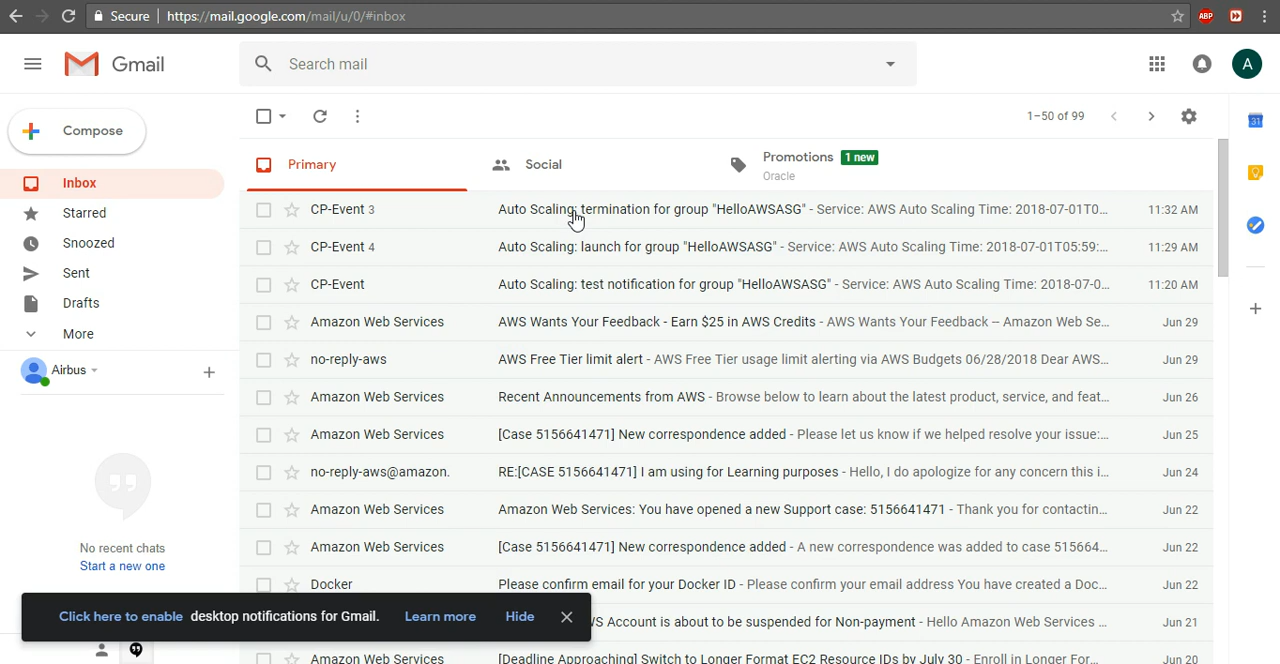 Secure | https://mail.google.com/mail/u/0/#inbox
ABP
Gmail
Search mail
A
Compose
1–50 of 99
31
Primary
Social
Promotions 1 new
Oracle
Inbox
Starred
Snoozed
Sent
Drafts
More
Airbus
No recent chats
Start a new one
CP-Event 3 Auto Scaling: termination for group "HelloAWSASG" - Service: AWS Auto Scaling Time: 2018-07-01T0... 11:32 AM
CP-Event 4 Auto Scaling: launch for group "HelloAWSASG" - Service: AWS Auto Scaling Time: 2018-07-01T05:59:... 11:29 AM
CP-Event Auto Scaling: test notification for group "HelloAWSASG" - Service: AWS Auto Scaling Time: 2018-07-0... 11:20 AM
Amazon Web Services AWS Wants Your Feedback - Earn $25 in AWS Credits - AWS Wants Your Feedback -- Amazon Web Se... Jun 29
no-reply-aws AWS Free Tier limit alert - AWS Free Tier usage limit alerting via AWS Budgets 06/28/2018 Dear AWS... Jun 29
Amazon Web Services Recent Announcements from AWS - Browse below to learn about the latest product, service, and feat... Jun 26
Amazon Web Services [Case 5156641471] New correspondence added - Please let us know if we helped resolve your issue:... Jun 25
no-reply-aws@amazon. RE:[CASE 5156641471] I am using for Learning purposes - Hello, I do apologize for any concern this i... Jun 24
Amazon Web Services Amazon Web Services: You have opened a new Support case: 5156641471 - Thank you for contactin... Jun 22
Amazon Web Services [Case 5156641471] New correspondence added - A new correspondence was added to case 515664... Jun 22
Docker Please confirm email for your Docker ID - Please confirm your email address You have created a Doc... Jun 22
S Account is about to be suspended for Non-payment - Hello Amazon Web Services ... Jun 21
Amazon Web Services [Deadline Approaching] Switch to Longer Format EC2 Resource IDs by July 30 - Enroll in Longer For... Jun 20
Click here to enable desktop notifications for Gmail. Learn more Hide